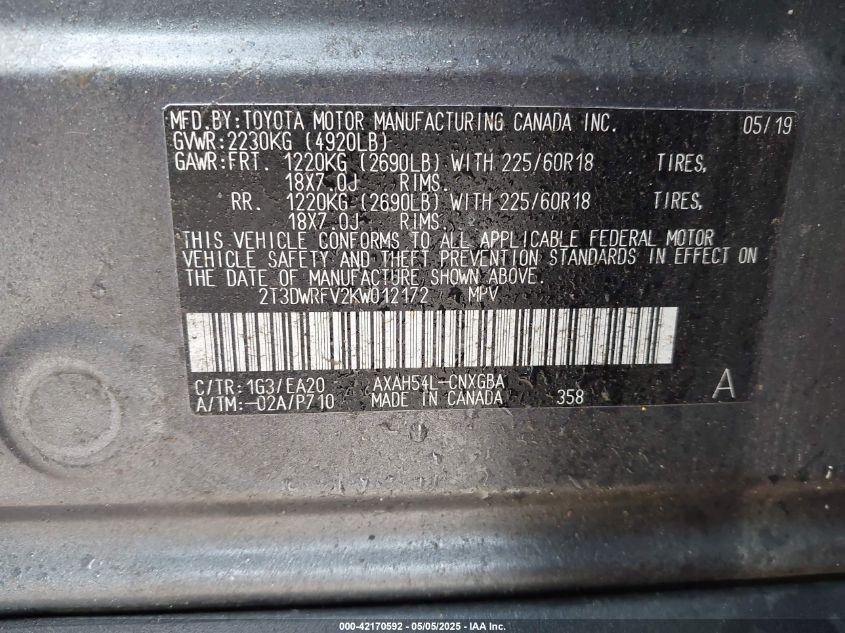 MFD.BY:TOYOTA MOTOR MANUFACTURING CANADA INC. 05/19
GVWR:2230KG (4920LB)
GAWR:FRT. 1220KG (2690LB) WITH 225/60R18 TIRES,
18X7.0J RIMS.
RR. 1220KG (2690LB) WITH 225/60R18 TIRES,
18X7.0J RIMS.
THIS VEHICLE CONFORMS TO ALL APPLICABLE FEDERAL MOTOR
VEHICLE SAFETY AND THEFT PREVENTION STANDARDS IN EFFECT ON
THE DATE OF MANUFACTURE SHOWN ABOVE.
2T3DWRFV2KW012172 MPV
C/TR:1G3/EA20 AXAH54L-CNXGBA
A/TM:-02A/P710 MADE IN CANADA 358 A
000-42170592 - 05/05/2025 - IAA Inc.